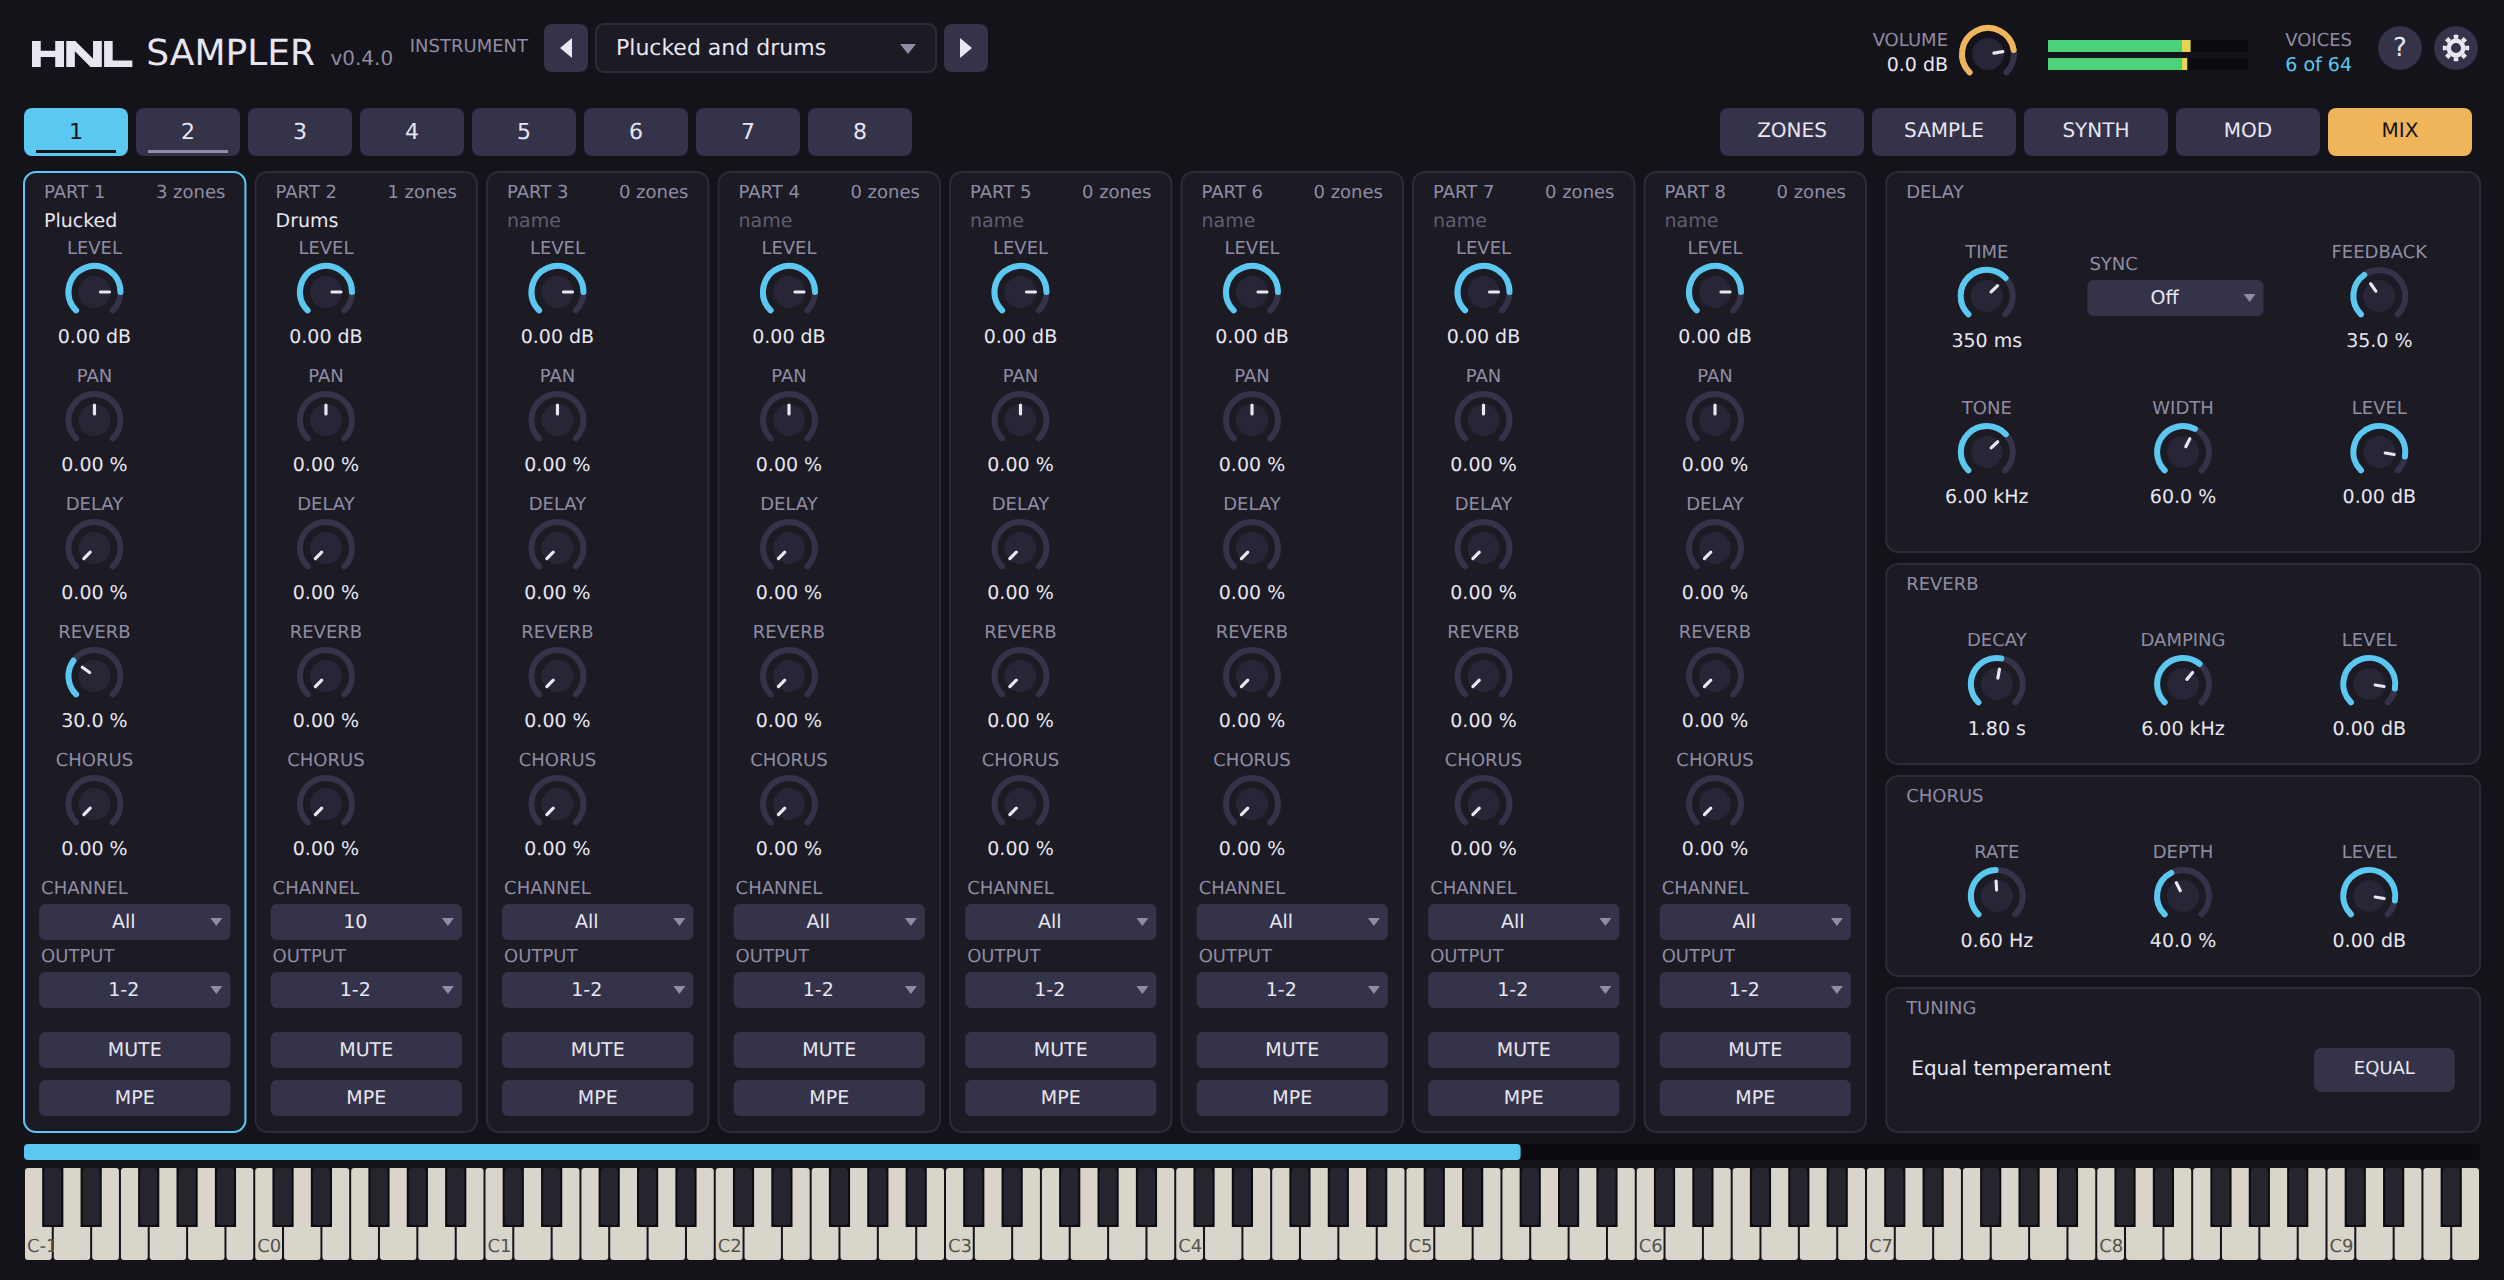 HNL SAMPLER v0.4.0 INSTRUMENT Plucked and drums VOLUME 0.0 dB VOICES 6 of 64 ?
1 2 3 4 5 6 7 8 ZONES SAMPLE SYNTH MOD MIX
PART 1 3 zones PART 2 1 zones PART 3 0 zones PART 4 0 zones PART 5 0 zones PART 6 0 zones PART 7 0 zones PART 8 0 zones
Plucked Drums name name name name name name
LEVEL LEVEL LEVEL LEVEL LEVEL LEVEL LEVEL LEVEL
0.00 dB 0.00 dB 0.00 dB 0.00 dB 0.00 dB 0.00 dB 0.00 dB 0.00 dB
PAN PAN PAN PAN PAN PAN PAN PAN
0.00 % 0.00 % 0.00 % 0.00 % 0.00 % 0.00 % 0.00 % 0.00 %
DELAY DELAY DELAY DELAY DELAY DELAY DELAY DELAY
0.00 % 0.00 % 0.00 % 0.00 % 0.00 % 0.00 % 0.00 % 0.00 %
REVERB REVERB REVERB REVERB REVERB REVERB REVERB REVERB
30.0 % 0.00 % 0.00 % 0.00 % 0.00 % 0.00 % 0.00 % 0.00 %
CHORUS CHORUS CHORUS CHORUS CHORUS CHORUS CHORUS CHORUS
0.00 % 0.00 % 0.00 % 0.00 % 0.00 % 0.00 % 0.00 % 0.00 %
CHANNEL CHANNEL CHANNEL CHANNEL CHANNEL CHANNEL CHANNEL CHANNEL
All 10 All All All All All All
OUTPUT OUTPUT OUTPUT OUTPUT OUTPUT OUTPUT OUTPUT OUTPUT
1-2 1-2 1-2 1-2 1-2 1-2 1-2 1-2
MUTE MUTE MUTE MUTE MUTE MUTE MUTE MUTE
MPE MPE MPE MPE MPE MPE MPE MPE
DELAY
TIME SYNC FEEDBACK
350 ms Off 35.0 %
TONE WIDTH LEVEL
6.00 kHz 60.0 % 0.00 dB
REVERB
DECAY DAMPING LEVEL
1.80 s 6.00 kHz 0.00 dB
CHORUS
RATE DEPTH LEVEL
0.60 Hz 40.0 % 0.00 dB
TUNING
Equal temperament EQUAL
C-1 C0 C1 C2 C3 C4 C5 C6 C7 C8 C9